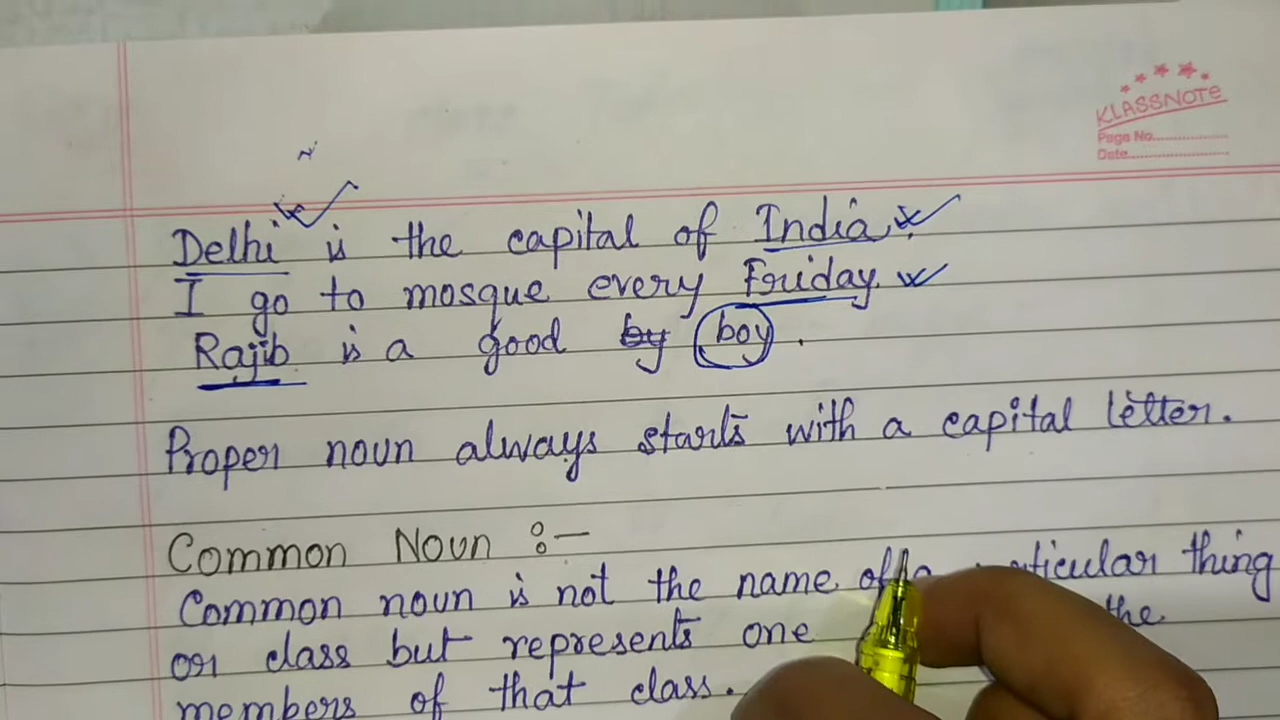 KLASSNOTE
Page No.
Date
Delhi is the capital of India.
I go to mosque every Friday.
Rajib is a good by boy.
Proper noun always starts with a capital letter.
Common Noun :-
Common noun is not the name of thing
or class but represents one the
members of that class.